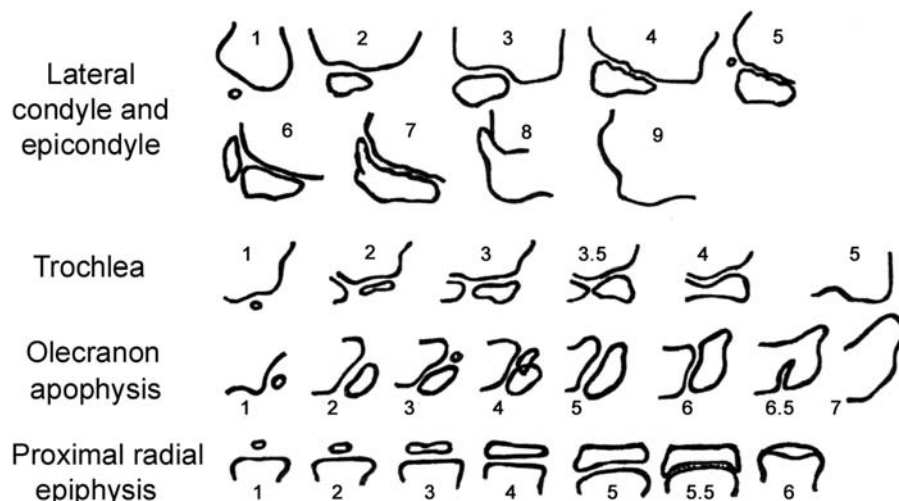 1 2 3 4 5
Lateral
condyle and
epicondyle
6 7 8 9
1 2 3 3.5 4 5
Trochlea
Olecranon
apophysis
1 2 3 4 5 6 6.5 7
Proximal radial
epiphysis
1 2 3 4 5 5.5 6